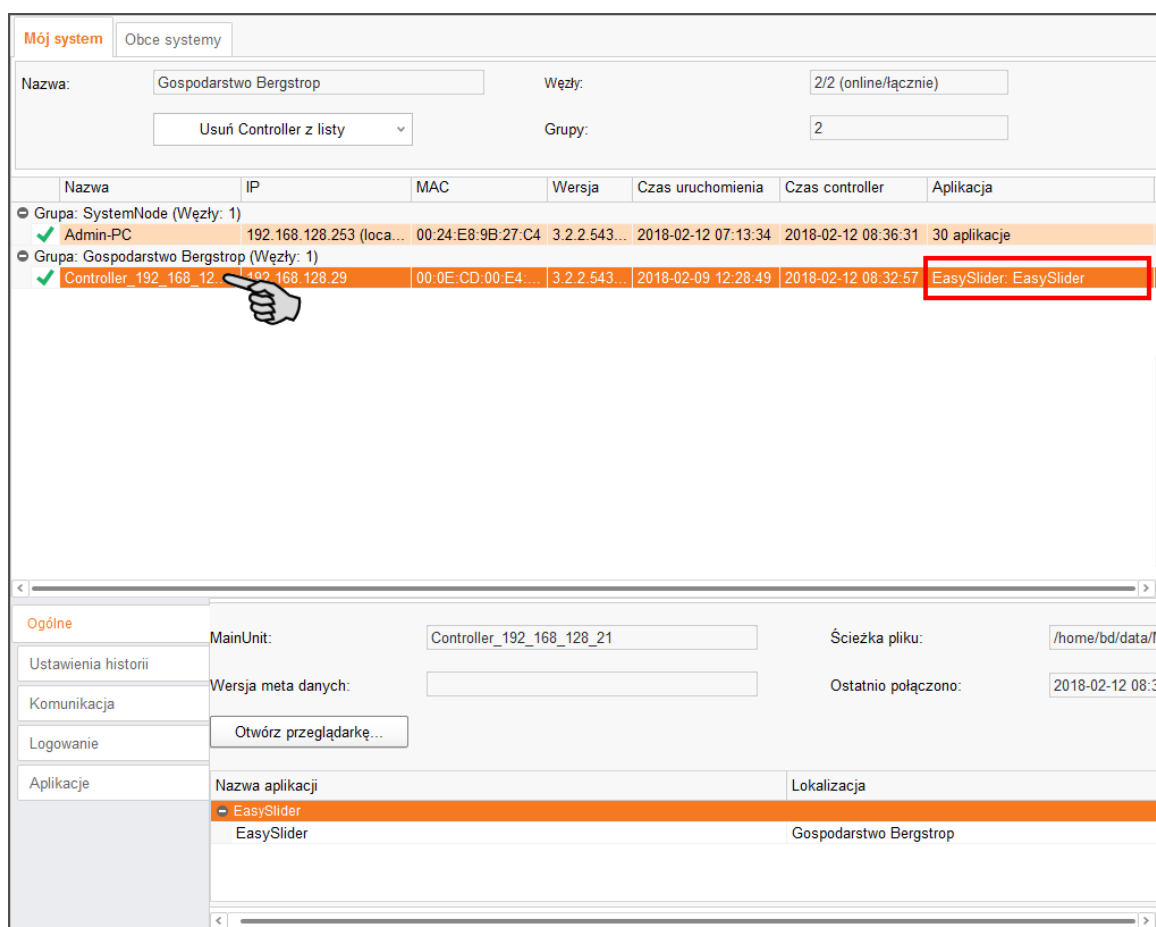 Mój system Obce systemy
Nazwa: Gospodarstwo Bergstrop Węzły: 2/2 (online/łącznie)
Usuń Controller z listy Grupy: 2
Nazwa IP MAC Wersja Czas uruchomienia Czas controller Aplikacja
Grupa: SystemNode (Węzły: 1)
Admin-PC 192.168.128.253 (loca... 00:24:E8:9B:27:C4 3.2.2.543... 2018-02-12 07:13:34 2018-02-12 08:36:31 30 aplikacje
Grupa: Gospodarstwo Bergstrop (Węzły: 1)
Controller_192_168_12... 192.168.128.29 00:0E:CD:00:E4:... 3.2.2.543... 2018-02-09 12:28:49 2018-02-12 08:32:57 EasySlider: EasySlider
Ogólne
MainUnit: Controller_192_168_128_21 Ścieżka pliku: /home/bd/data/
Ustawienia historii
Wersja meta danych: Ostatnio połączono: 2018-02-12 08:3
Komunikacja
Otwórz przeglądarkę...
Logowanie
Aplikacje
Nazwa aplikacji Lokalizacja
EasySlider
EasySlider Gospodarstwo Bergstrop